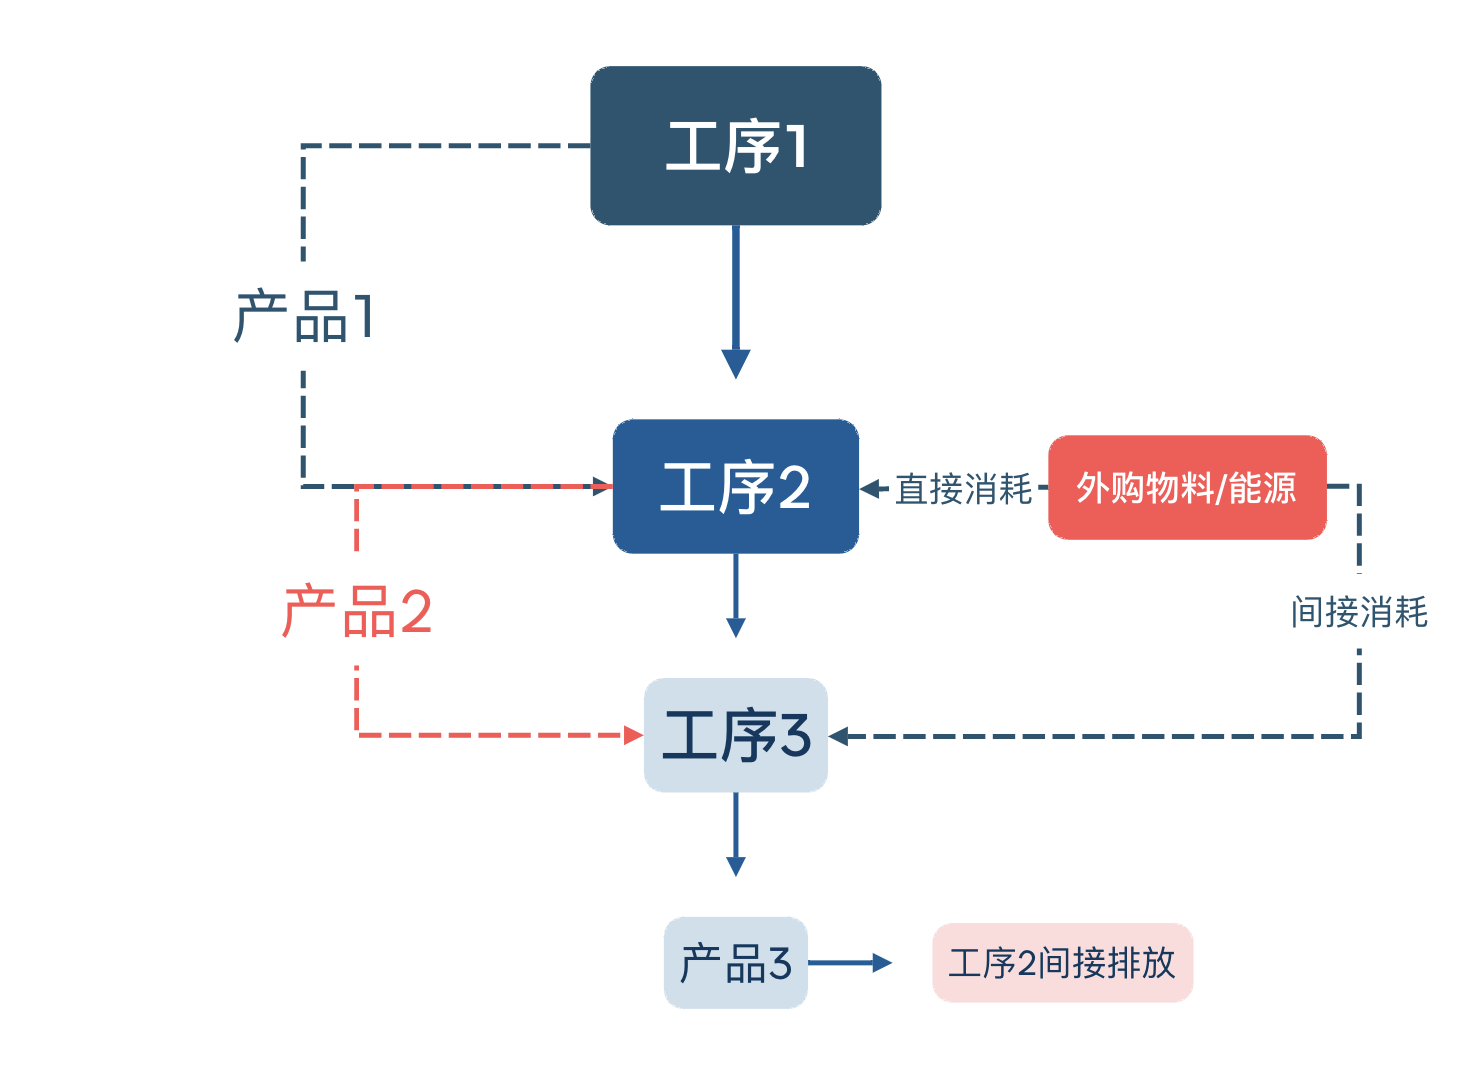 工序1
产品1
工序2
直接消耗
外购物料/能源
产品2
间接消耗
工序3
产品3
工序2间接排放